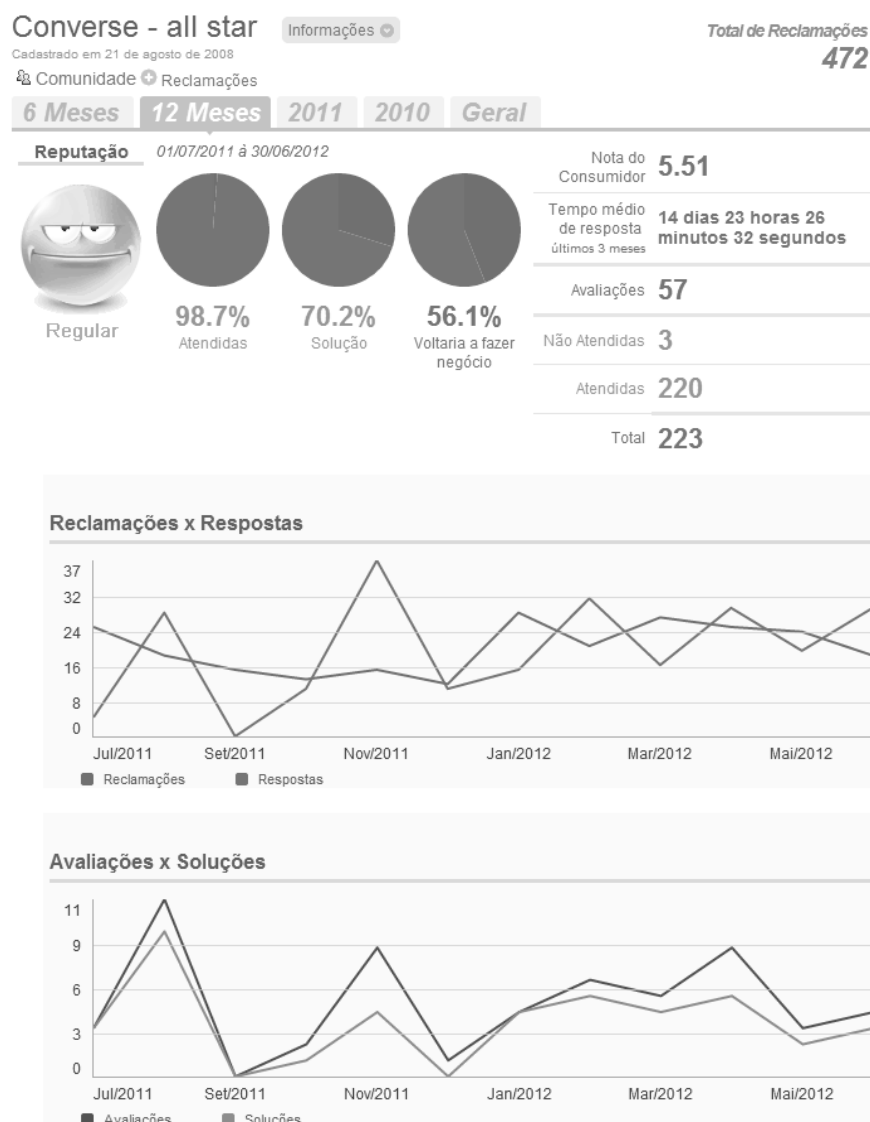 Converse - all star
Informações
Total de Reclamações
472
Cadastrado em 21 de agosto de 2008
Comunidade Reclamações
6 Meses 12 Meses 2011 2010 Geral
Reputação
01/07/2011 à 30/06/2012
Regular
98.7%
Atendidas
70.2%
Solução
56.1%
Voltaria a fazer
negócio
Nota do
Consumidor
5.51
Tempo médio
de resposta
últimos 3 meses
14 dias 23 horas 26
minutos 32 segundos
Avaliações 57
Não Atendidas 3
Atendidas 220
Total 223
Reclamações x Respostas
37
32
24
16
8
0
Jul/2011 Set/2011 Nov/2011 Jan/2012 Mar/2012 Mai/2012
Reclamações Respostas
Avaliações x Soluções
11
9
6
3
0
Jul/2011 Set/2011 Nov/2011 Jan/2012 Mar/2012 Mai/2012
Avaliações Soluções